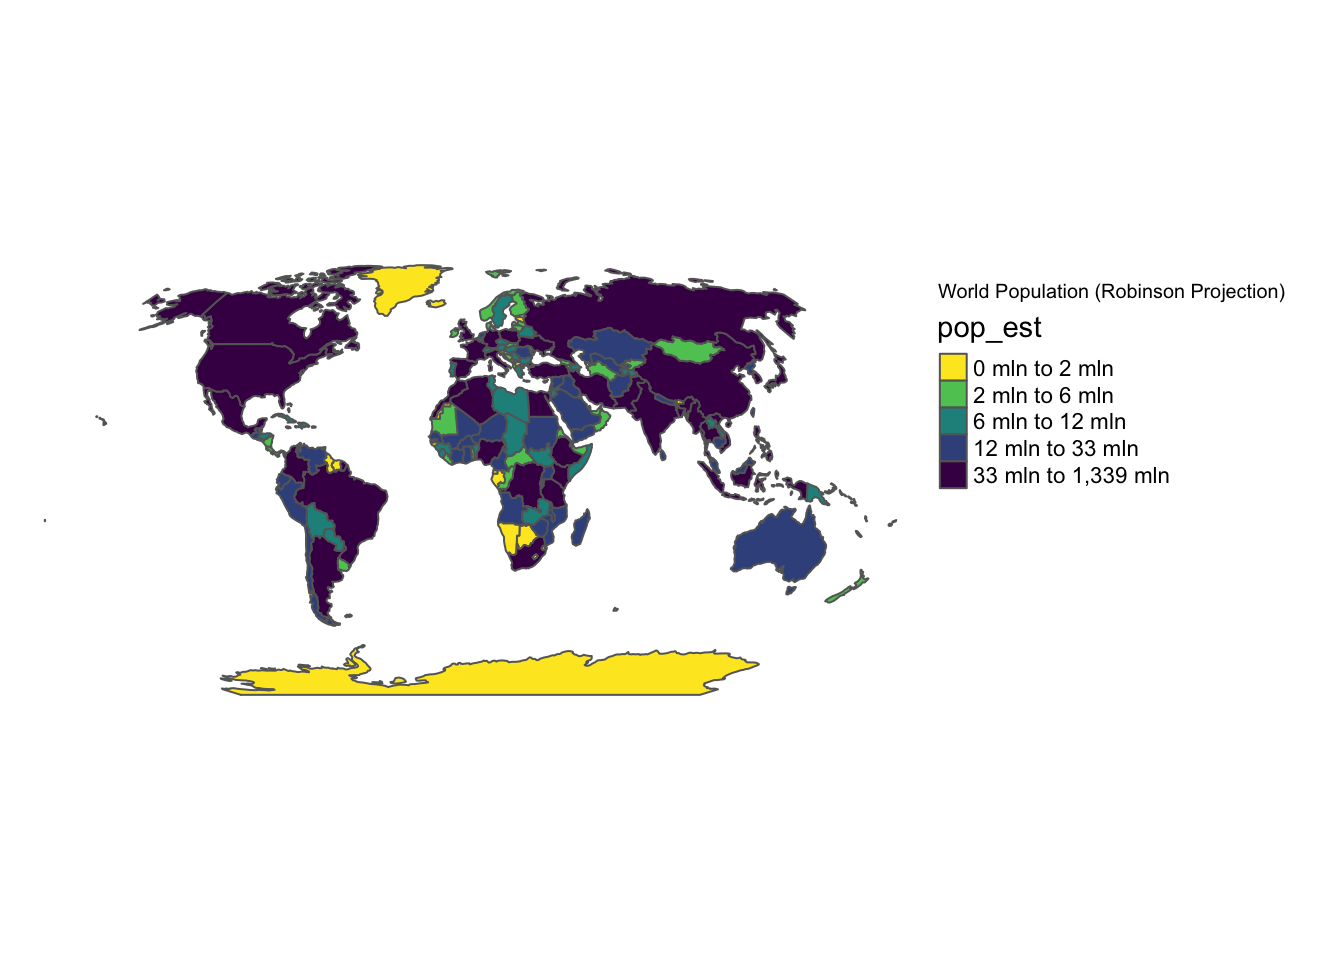 World Population (Robinson Projection)
pop_est
0 mln to 2 mln
2 mln to 6 mln
6 mln to 12 mln
12 mln to 33 mln
33 mln to 1,339 mln